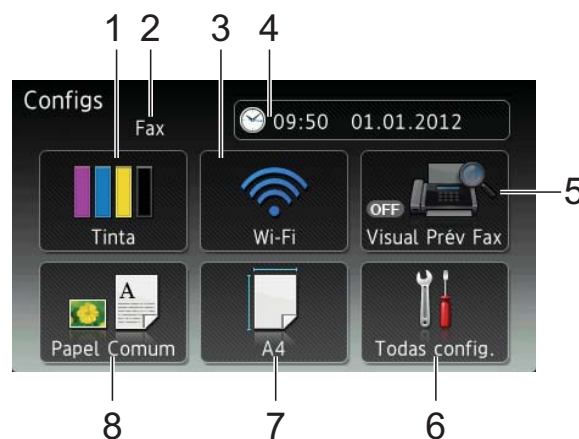 1 2 3 4
Configs
Fax
09:50 01.01.2012
5
OFF
Tinta
Wi-Fi
Visual Prév Fax
A
Papel Comum
A4
Todas config.
8 7 6